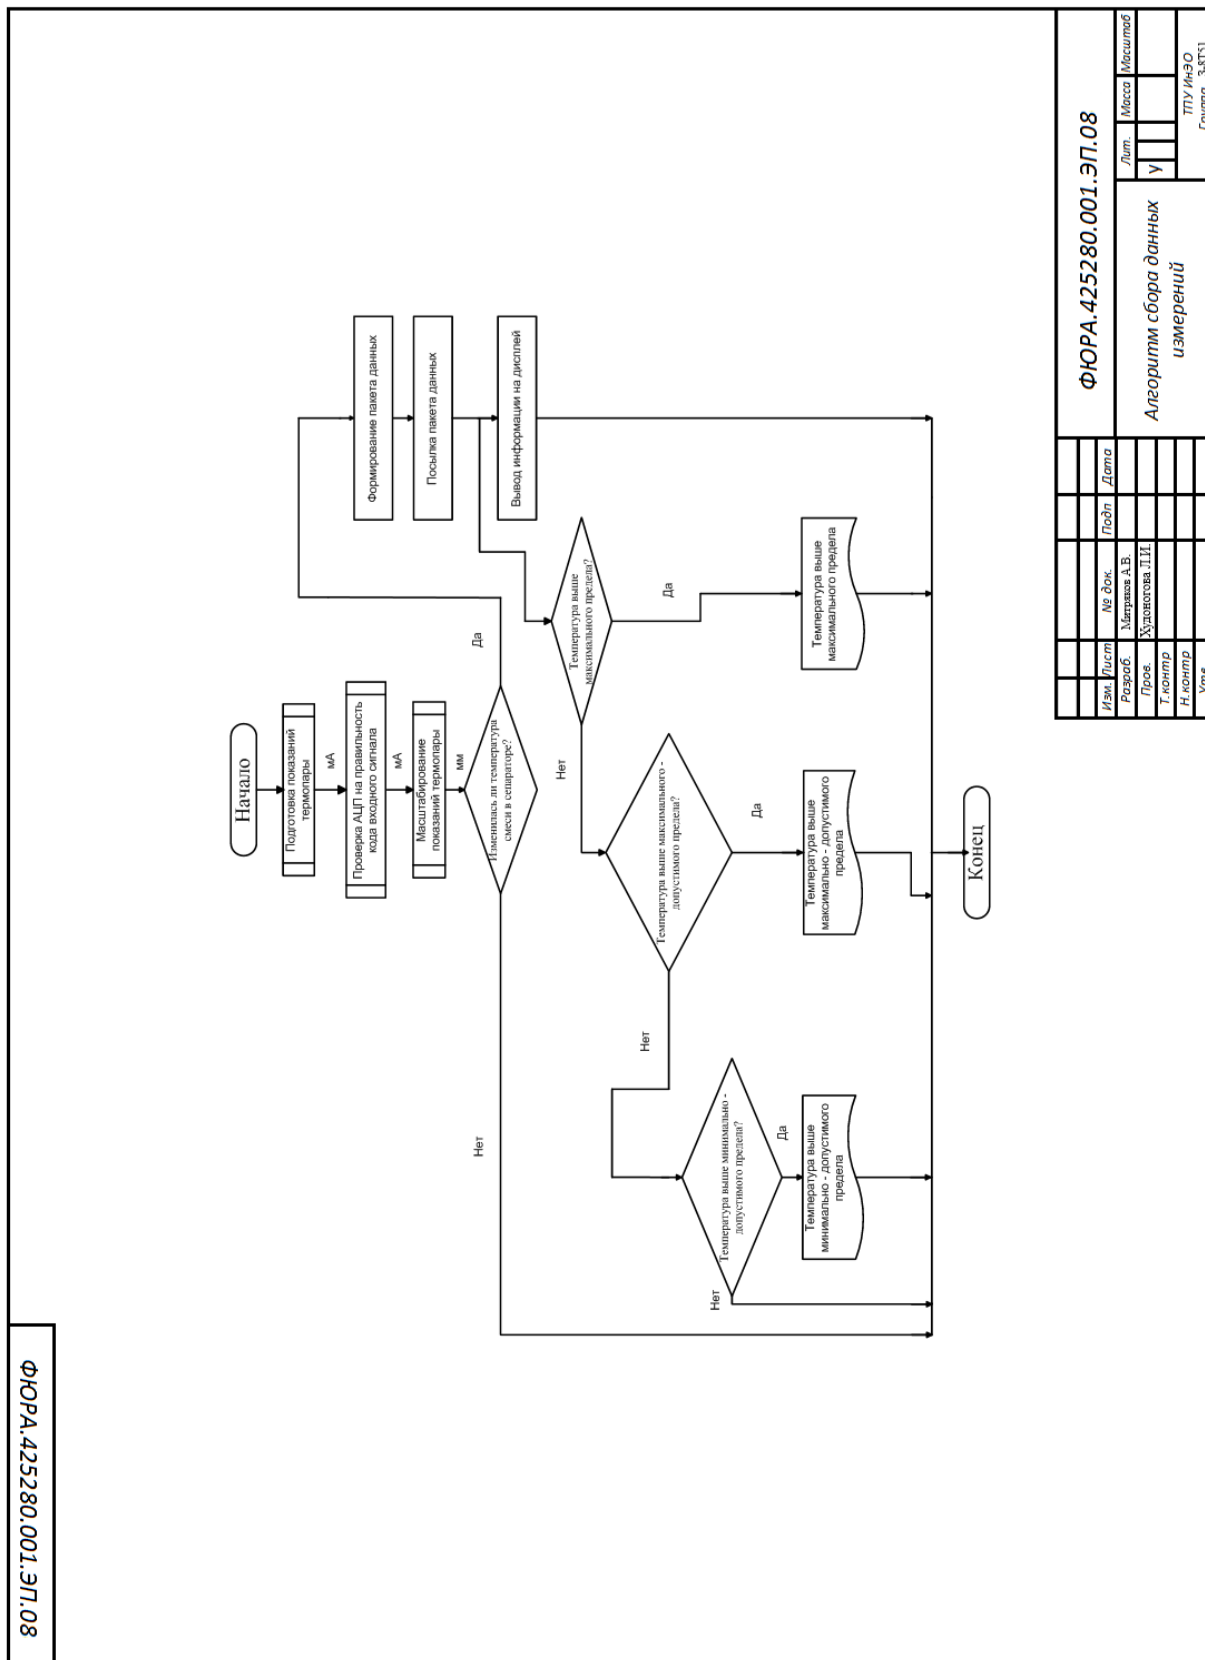 ФЮРА.425280.001.ЭП.08
Начало
Подготовка показаний
термопары
мА
Проверка АЦП на правильность
кода входного сигнала
мА
Масштабирование
показаний термопары
мм
Изменилась ли температура
смеси в сепараторе?
Да
Нет
Формирование пакета данных
Посылка пакета данных
Вывод информации на дисплей
Температура выше
максимального предела?
Нет
Да
Температура выше максимального -
допустимого предела?
Нет
Да
Температура выше минимально -
допустимого предела?
Нет
Да
Температура выше
минимально - допустимого
предела
Температура выше
максимально - допустимого
предела
Температура выше
максимального предела
Конец
ФЮРА.425280.001.ЭП.08
Изм. Лист № док. Подп Дата
Разраб. Митряков А.В.
Пров. Худоногова Л.И.
Т.контр
Н.контр
Утв
Алгоритм сбора данных
измерений
Лит. Масса Масштаб
У
ТПУ ИнЭО
Группа 3-8Т51